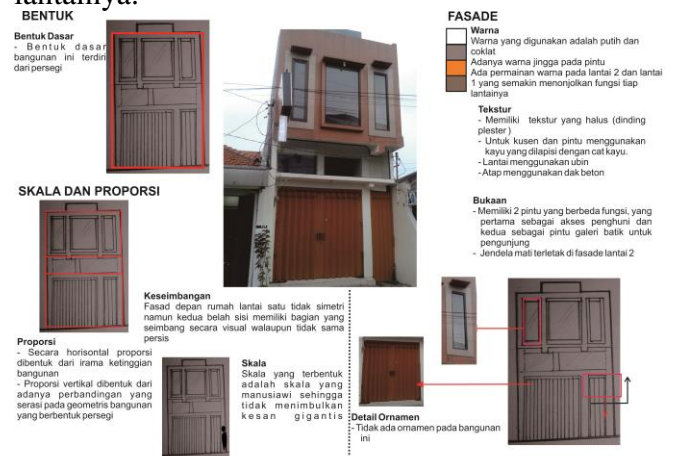 lantainya.
BENTUK
Bentuk Dasar
- Bentuk dasar
bangunan ini terdiri
dari persegi
SKALA DAN PROPORSI
Proporsi
- Secara horisontal proporsi
dibentuk dari irama ketinggian
bangunan
- Proporsi vertikal dibentuk dari
adanya perbandingan yang
serasi pada geometris bangunan
yang berbentuk persegi
Keseimbangan
Fasad depan rumah lantai satu tidak simetri
namun kedua belah sisi memiliki bagian yang
seimbang secara visual walaupun tidak sama
persis
Skala
Skala yang terbentuk
adalah skala yang
manusiawi sehingga
tidak menimbulkan
kesan gigantis
FASADE
Warna
Warna yang digunakan adalah putih dan
coklat
Adanya warna jingga pada pintu
Ada permainan warna pada lantai 2 dan lantai
1 yang semakin menonjolkan fungsi tiap
lantainya
Tekstur
- Memiliki tekstur yang halus (dinding
plester )
- Untuk kusen dan pintu menggunakan
kayu yang dilapisi dengan cat kayu.
- Lantai menggunakan ubin
- Atap menggunakan dak beton
Bukaan
- Memiliki 2 pintu yang berbeda fungsi, yang
pertama sebagai akses penghuni dan
kedua sebagai pintu galeri batik untuk
pengunjung
- Jendela mati terletak di fasade lantai 2
Detail Ornamen
- Tidak ada ornamen pada bangunan
ini